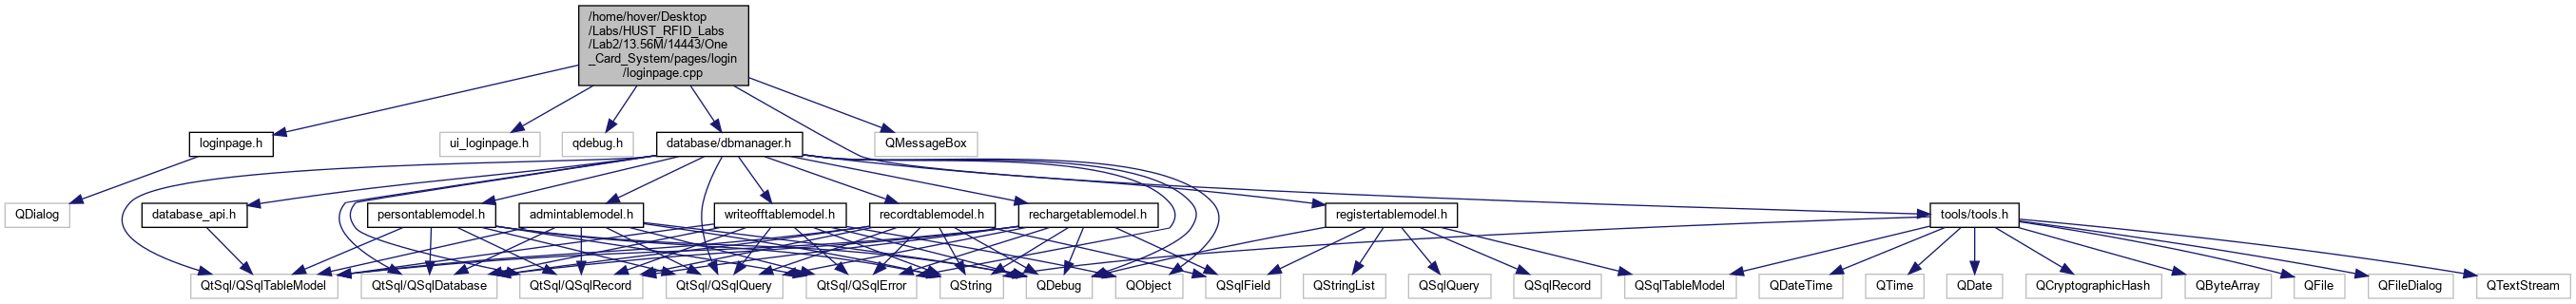 /home/hover/Desktop
/Labs/HUST_RFID_Labs
/Lab2/13.56M/14443/One
_Card_System/pages/login
/loginpage.cpp
loginpage.h
ui_loginpage.h
qdebug.h
database/dbmanager.h
QMessageBox
QDialog
database_api.h
persontablemodel.h
admintablemodel.h
writeofftablemodel.h
recordtablemodel.h
rechargetablemodel.h
registertablemodel.h
tools/tools.h
QtSql/QSqlTableModel
QtSql/QSqlDatabase
QtSql/QSqlRecord
QtSql/QSqlQuery
QtSql/QSqlError
QString
QDebug
QObject
QSqlField
QStringList
QSqlQuery
QSqlRecord
QSqlTableModel
QDateTime
QTime
QDate
QCryptographicHash
QByteArray
QFile
QFileDialog
QTextStream